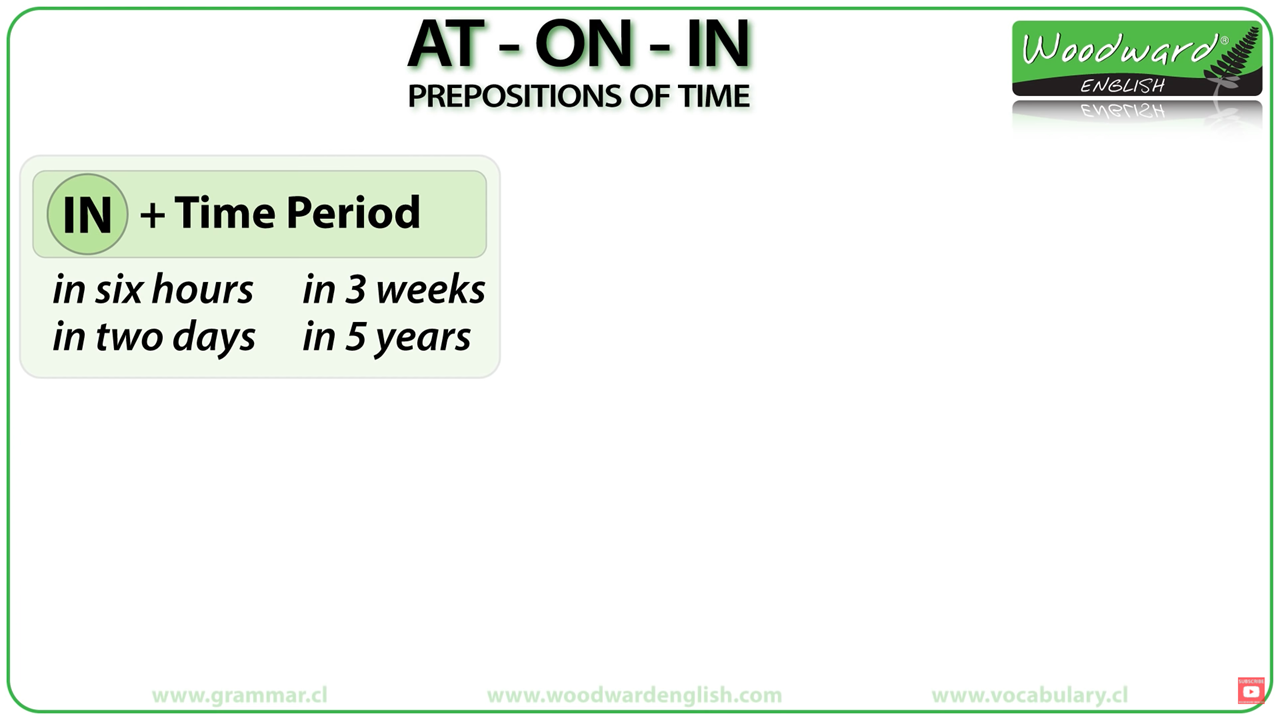 AT - ON - IN
PREPOSITIONS OF TIME
Woodward®
ENGLISH
IN + Time Period
in six hours in 3 weeks
in two days in 5 years
www.grammar.cl www.woodwardenglish.com www.vocabulary.cl
SUBSCRIBE